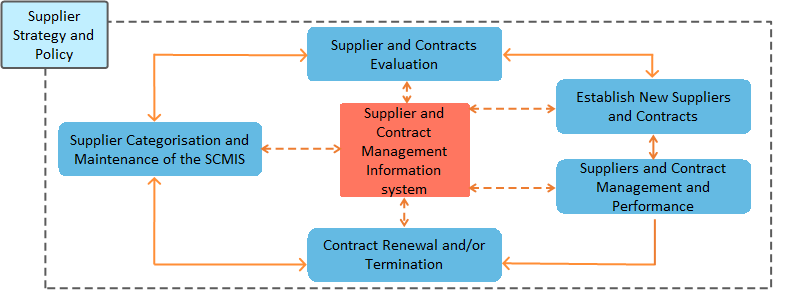 Supplier
Strategy and
Policy
Supplier and Contracts
Evaluation
Establish New Suppliers
and Contracts
Supplier and
Contract
Management
Information
system
Supplier Categorisation and
Maintenance of the SCMIS
Suppliers and Contract
Management and
Performance
Contract Renewal and/or
Termination